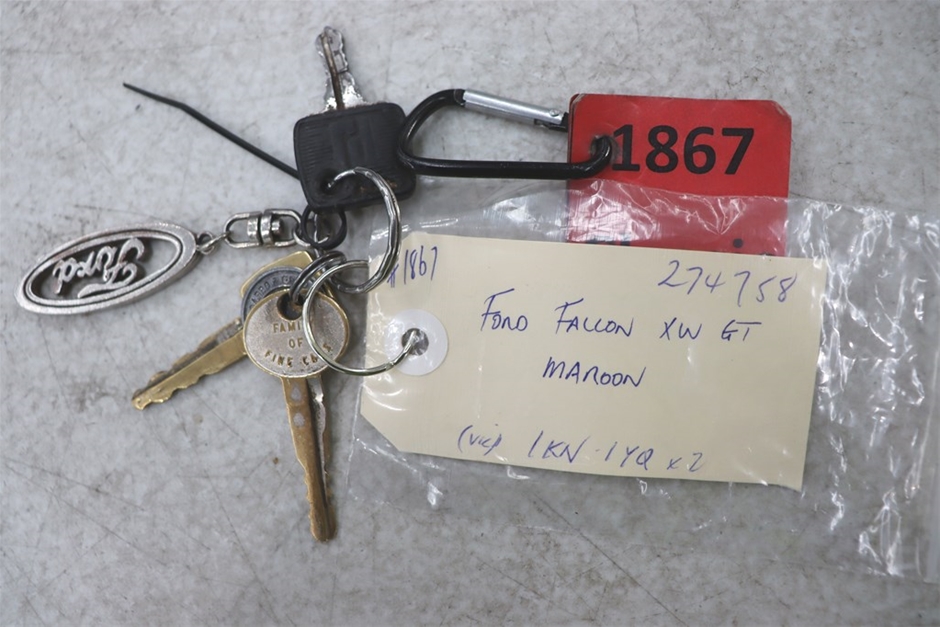 1867
Ford
#1867
274758
FORD FALCON XW GT
MAROON
(VIC) 1KN-1YQ x2
FAMILY
OF
FINE CARS